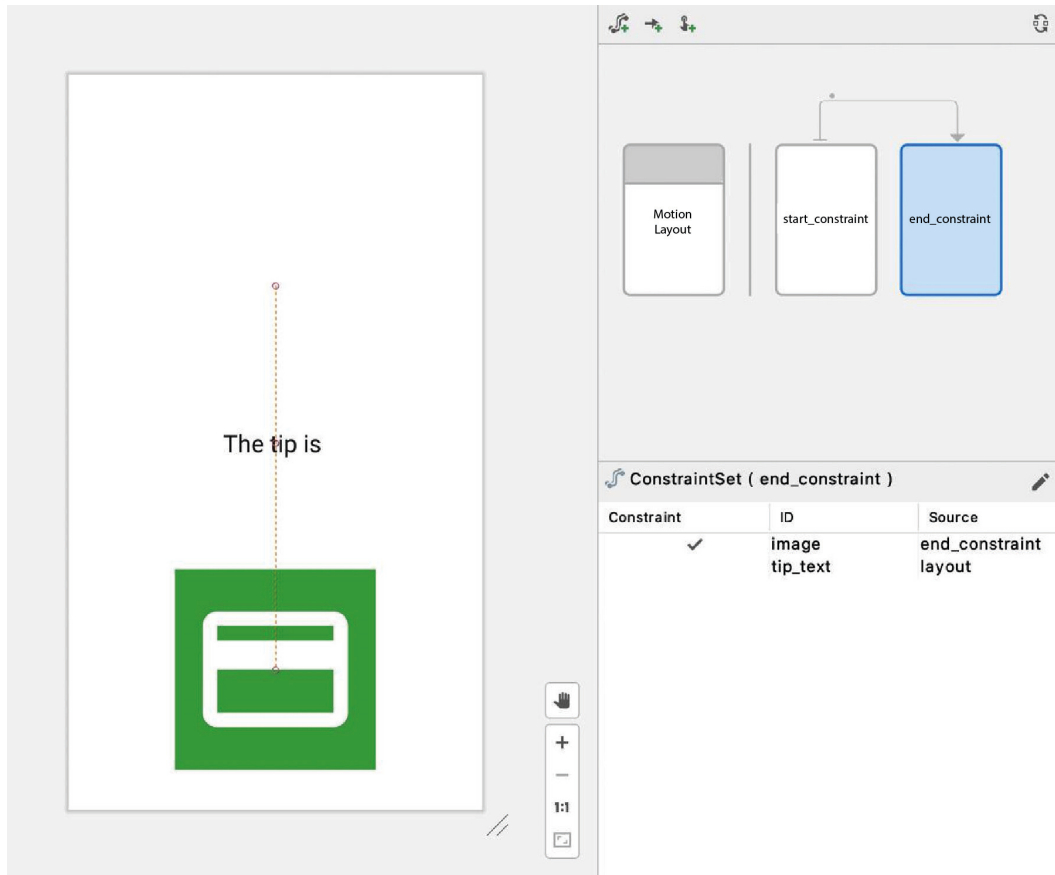 Motion
Layout
start_constraint
end_constraint
The tip is
ConstraintSet ( end_constraint )
Constraint ID Source
image end_constraint
tip_text layout
1:1